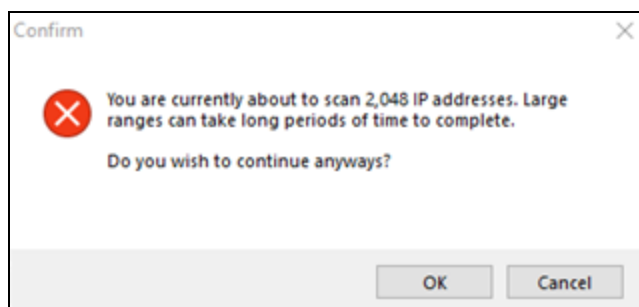 Confirm
You are currently about to scan 2,048 IP addresses. Large
ranges can take long periods of time to complete.
Do you wish to continue anyways?
OK
Cancel